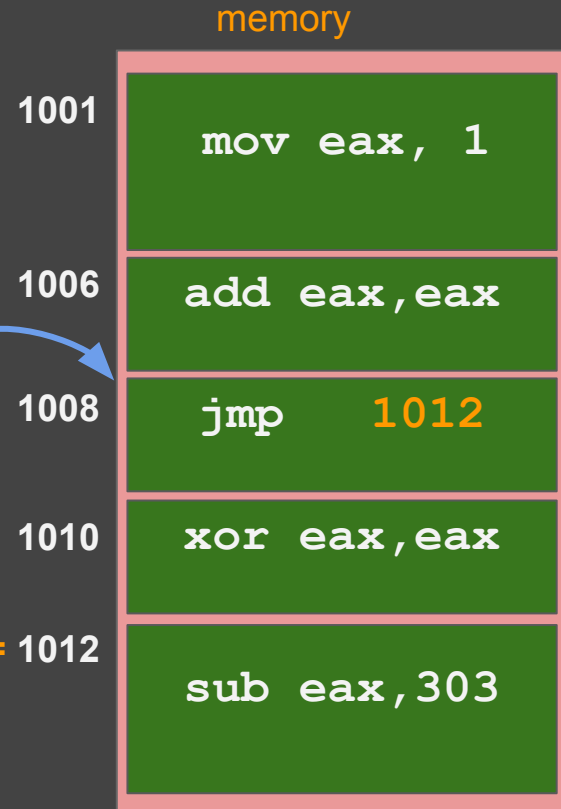 memory
1001
mov eax, 1
1006
add eax,eax
1008
jmp 1012
1010
xor eax,eax
= 1012
sub eax,303